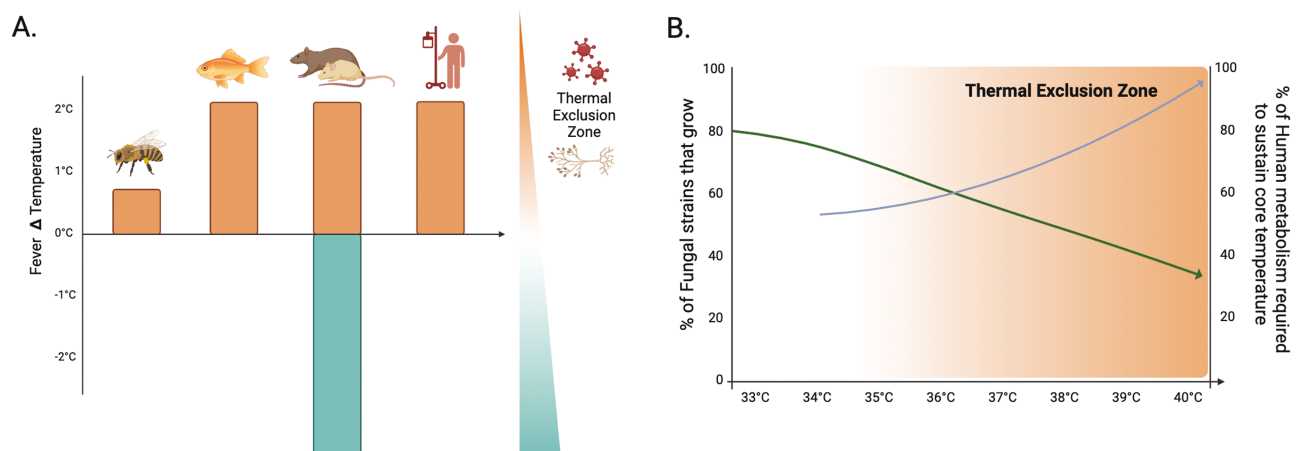 A.
Fever Δ Temperature
2°C
1°C
0°C
-1°C
-2°C
Thermal
Exclusion
Zone
B.
% of Fungal strains that grow
100
80
60
40
20
0
Thermal Exclusion Zone
100
80
60
40
20
% of Human metabolism required
to sustain core temperature
33°C
34°C
35°C
36°C
37°C
38°C
39°C
40°C